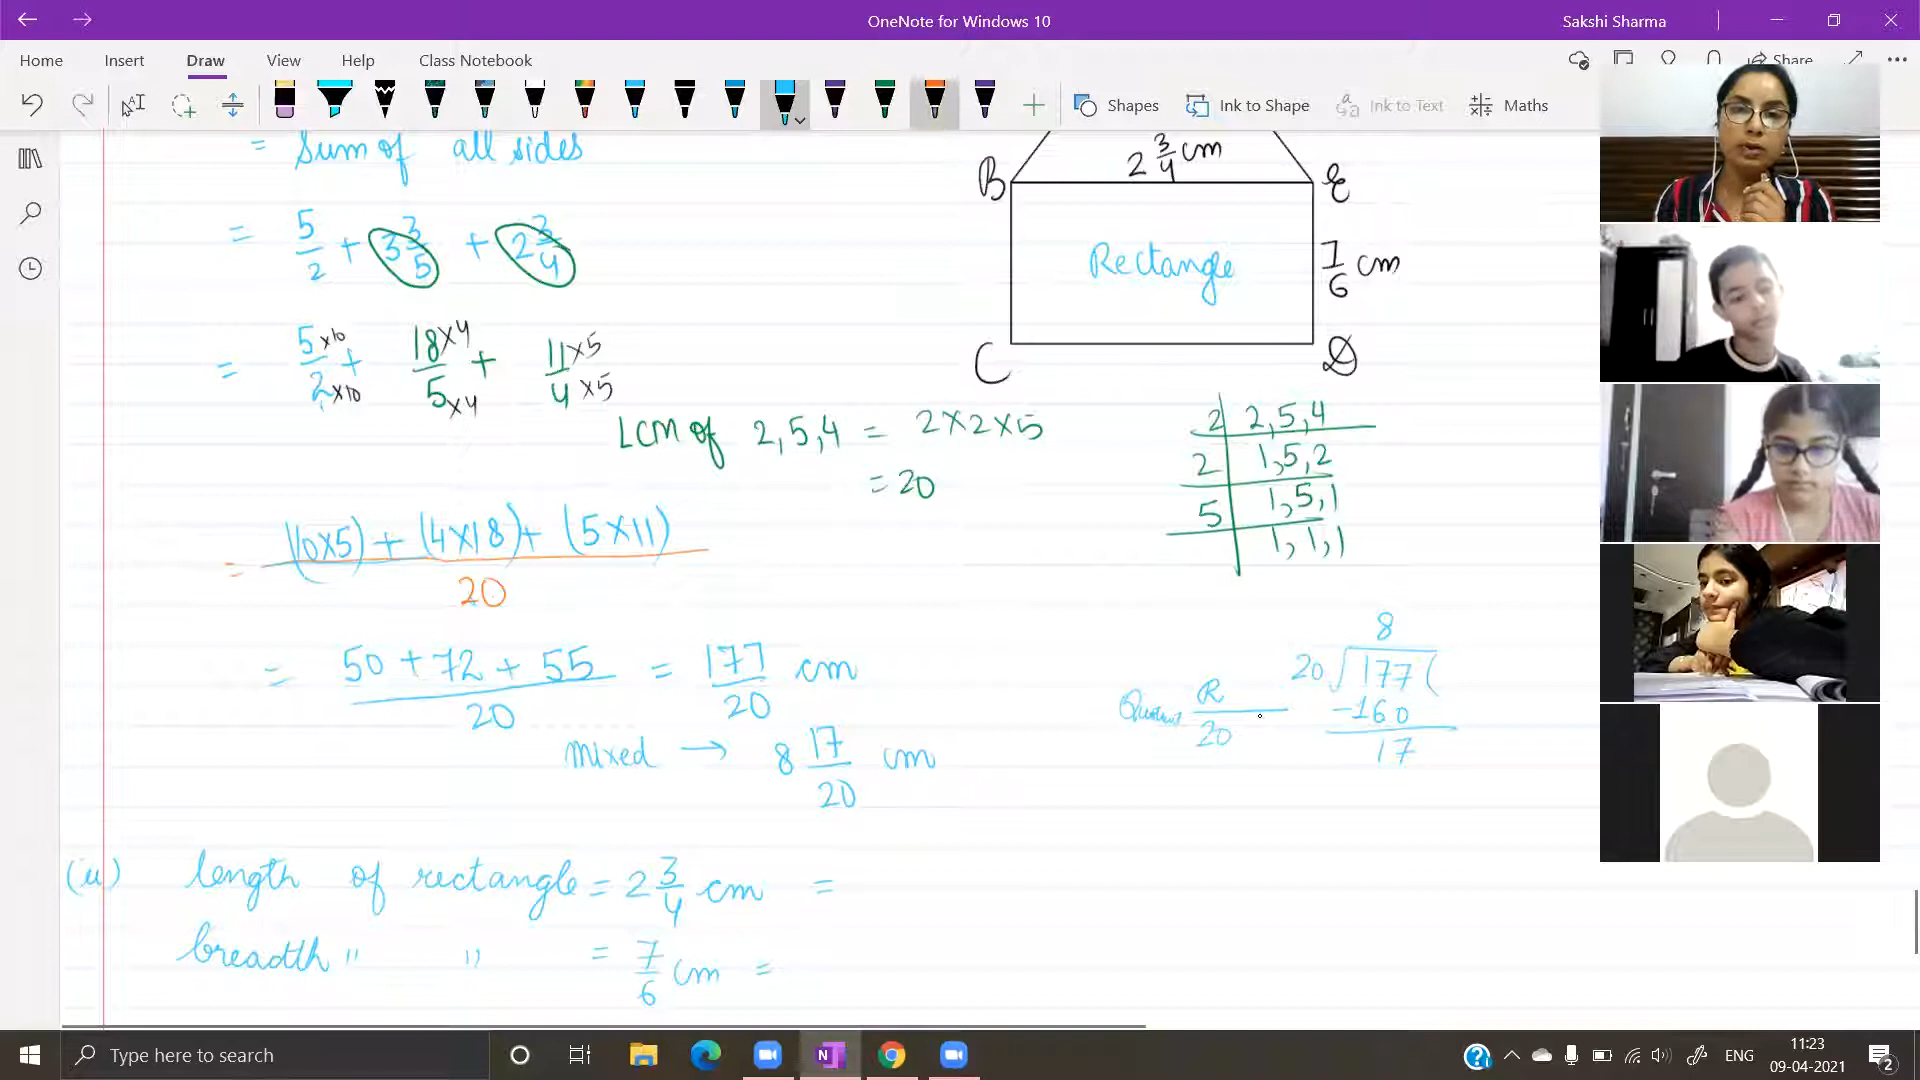 OneNote for Windows 10
Sakshi Sharma
Home Insert Draw View Help Class Notebook
Share
Shapes Ink to Shape Ink to Text Maths
= Sum of all sides
= 5/2 + 3 3/5 + 2 3/4
= 5×10/2×10 + 18×4/5×4 + 11×5/4×5
LCM of 2,5,4 = 2×2×5
= 20
= (10×5) + (4×18) + (5×11)
20
= 50 + 72 + 55 / 20 = 177/20 cm
mixed → 8 17/20 cm
(ii) length of rectangle = 2 3/4 cm =
breadth " " = 7/6 cm =
2 3/4 cm
B E
Rectangle
7/6 cm
C D
2 2,5,4
2 1,5,2
5 1,5,1
1,1,1
8
20 177
-160
17
R
20
Type here to search
ENG
11:23
09-04-2021
2